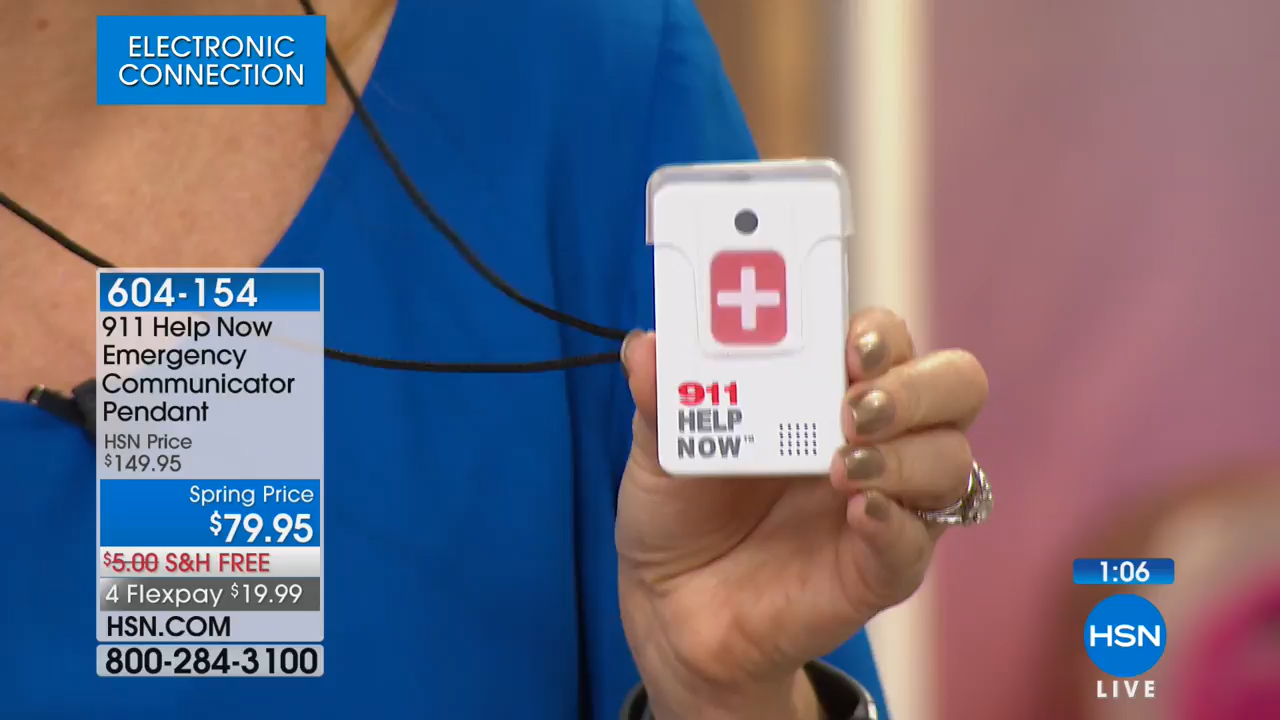 ELECTRONIC
CONNECTION
604-154
911 Help Now
Emergency
Communicator
Pendant
HSN Price
$149.95
Spring Price
$79.95
$5.00 S&H FREE
4 Flexpay $19.99
HSN.COM
800-284-3100
911
HELP
NOW™
1:06
HSN
LIVE